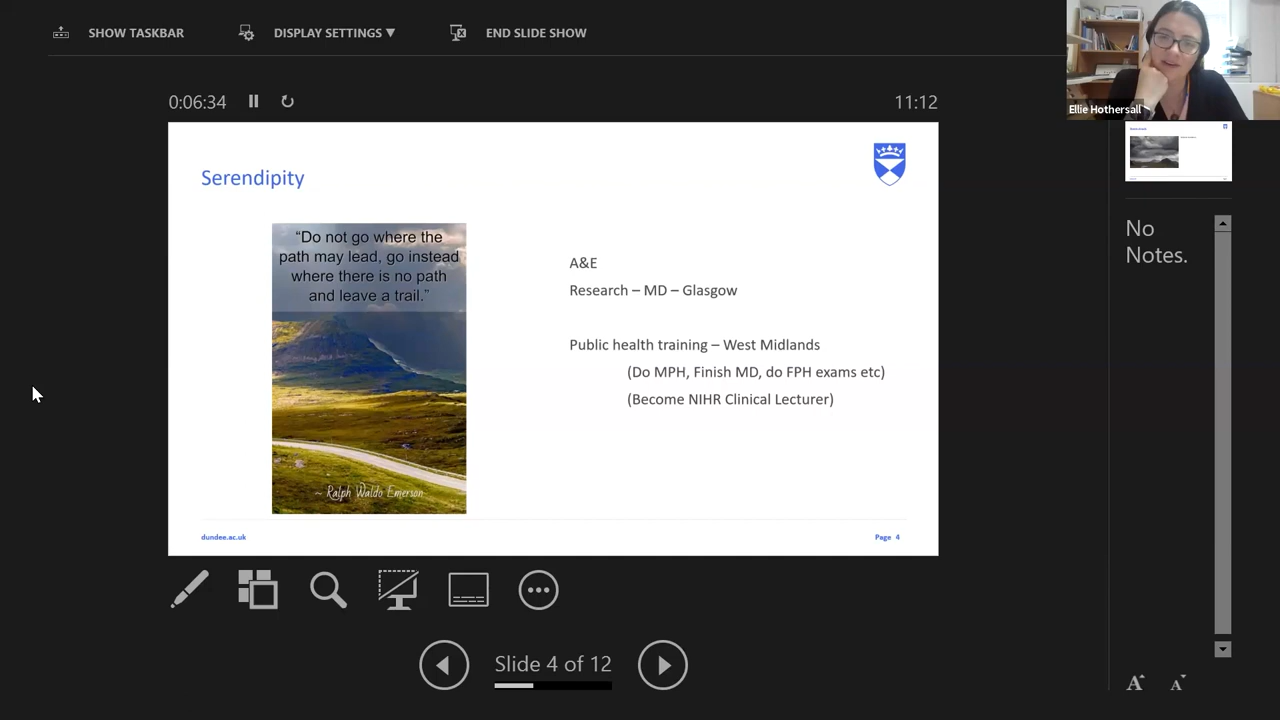 SHOW TASKBAR
DISPLAY SETTINGS ▼
END SLIDE SHOW
Ellie Hothersall
0:06:34
11:12
Serendipity
“Do not go where the
path may lead, go instead
where there is no path
and leave a trail.”
~ Ralph Waldo Emerson
A&E
Research – MD – Glasgow
Public health training – West Midlands
(Do MPH, Finish MD, do FPH exams etc)
(Become NIHR Clinical Lecturer)
dundee.ac.uk
Page 4
No
Notes.
Slide 4 of 12
A A